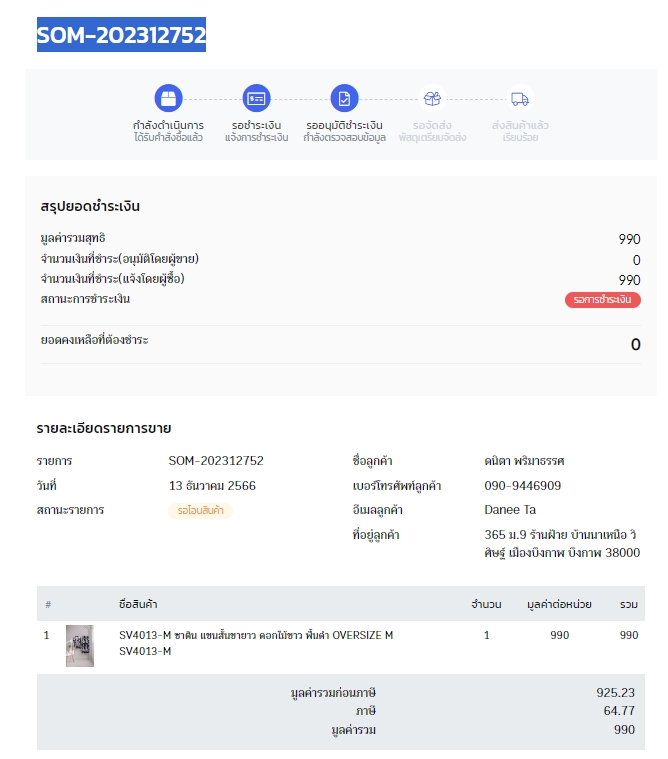 SOM-202312752
กำลังดำเนินการ รอชำระเงิน รออนุมัติชำระเงิน รอจัดส่ง ส่งสินค้าแล้ว
ได้รับคำสั่งซื้อแล้ว แจ้งการชำระเงิน กำลังตรวจสอบข้อมูล พัสดุเตรียมจัดส่ง เรียบร้อย
สรุปยอดชำระเงิน
มูลค่ารวมสุทธิ 990
จำนวนเงินที่ชำระ(อนุมัติโดยผู้ขาย) 0
จำนวนเงินที่ชำระ(แจ้งโดยผู้ซื้อ) 990
สถานะการชำระเงิน รอการชำระเงิน
ยอดคงเหลือที่ต้องชำระ 0
รายละเอียดรายการขาย
รายการ SOM-202312752 ชื่อลูกค้า ดนิตา พริมาธรรศ
วันที่ 13 ธันวาคม 2566 เบอร์โทรศัพท์ลูกค้า 090-9446909
สถานะรายการ รอโอนสินค้า อีเมลลูกค้า Danee Ta
ที่อยู่ลูกค้า 365 ม.9 ร้านฝ้าย บ้านนาเหนือ วิ
ศิษฐ์ เมืองบึงกาฬ บึงกาฬ 38000
# ชื่อสินค้า จำนวน มูลค่าต่อหน่วย รวม
1 SV4013-M ซาติน แขนสั้นขายาว ดอกไม้ขาว พื้นดำ OVERSIZE M 1 990 990
SV4013-M
มูลค่ารวมก่อนภาษี 925.23
ภาษี 64.77
มูลค่ารวม 990